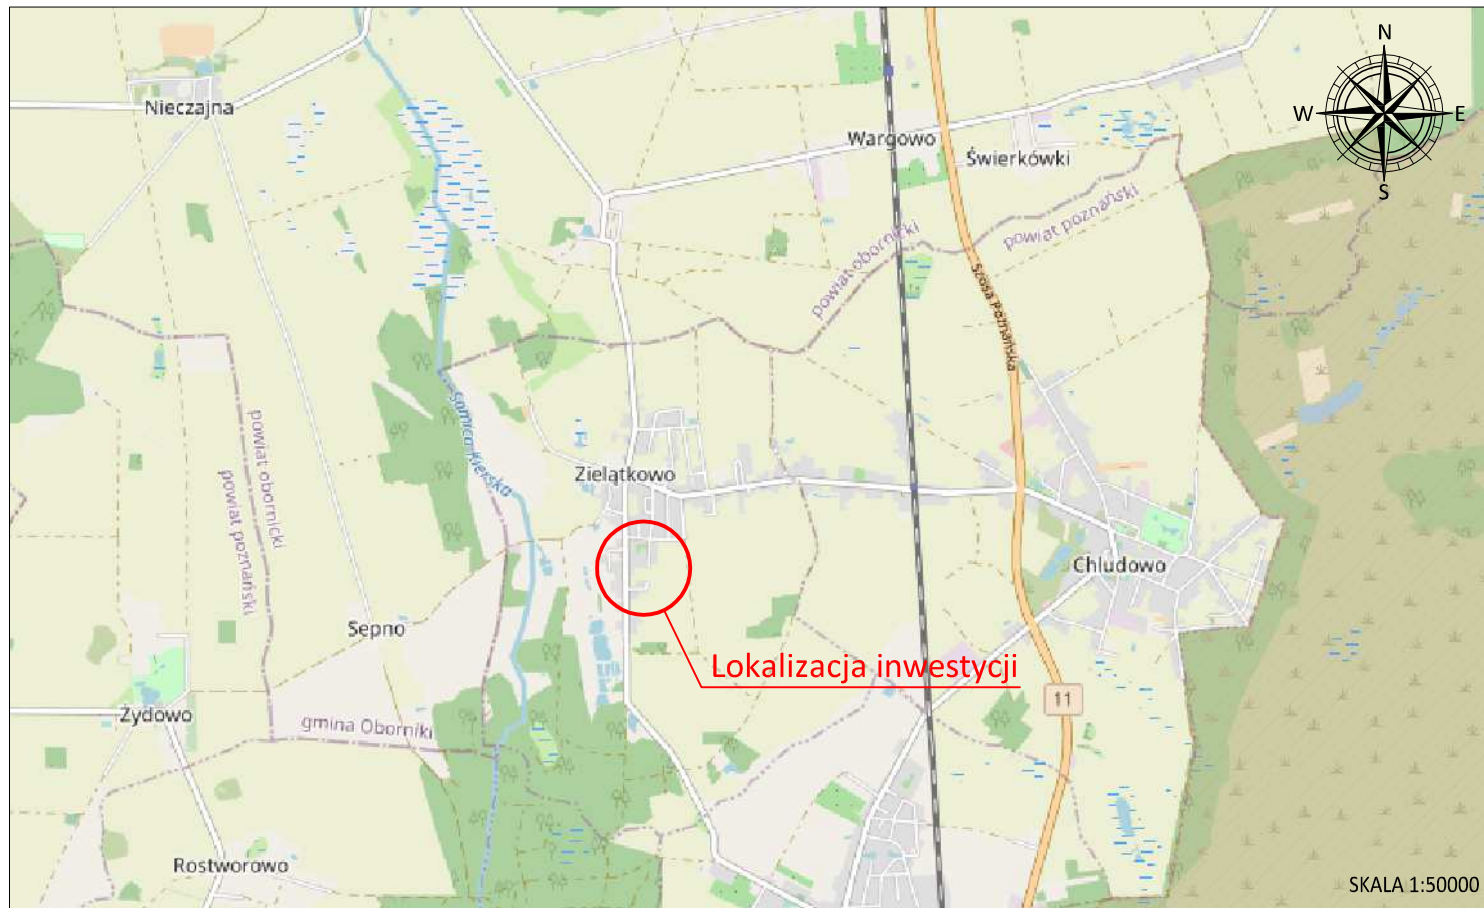 N
Nieczajna
W
E
Wargowo
Świerkówki
S
powiat poznański
powiat obornicki
Szosa Poznańska
Samica Kierska
powiat obornicki
powiat poznański
Zielątkowo
Chludowo
Sepno
Lokalizacja inwestycji
11
Żydowo
gmina Oborniki
Rostworowo
SKALA 1:50000